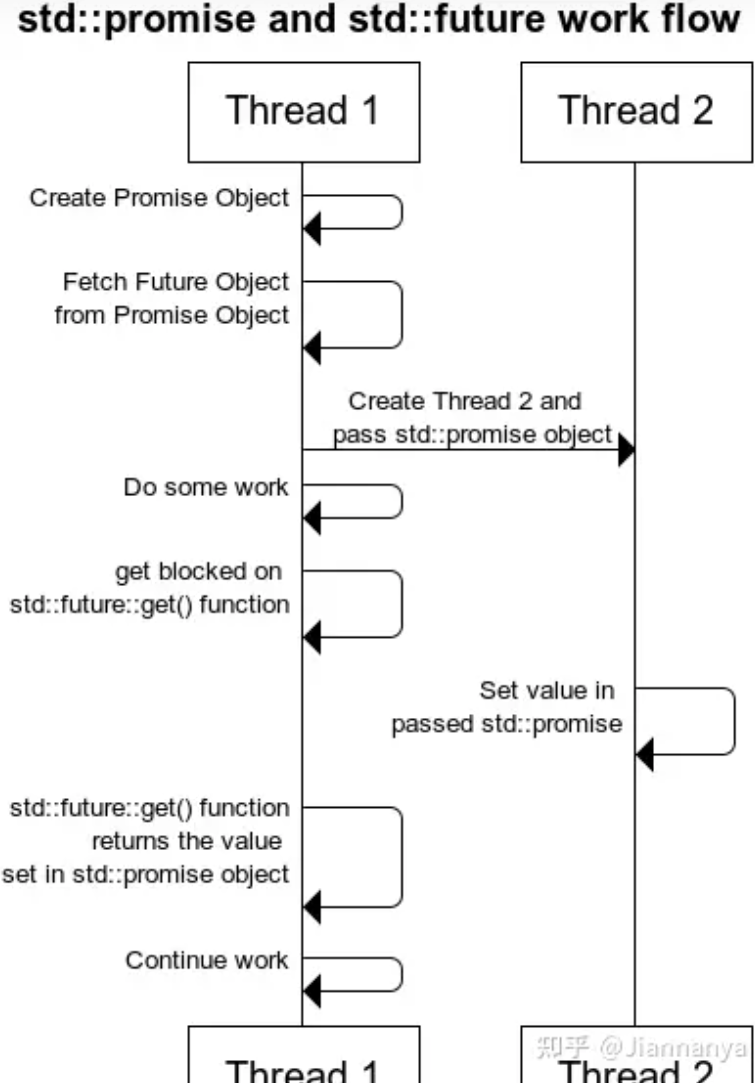 std::promise and std::future work flow
Thread 1
Thread 2
Create Promise Object
Fetch Future Object
from Promise Object
Create Thread 2 and
pass std::promise object
Do some work
get blocked on
std::future::get() function
Set value in
passed std::promise
std::future::get() function
returns the value
set in std::promise object
Continue work
知乎 @Jiannanya
Thread 1
Thread 2